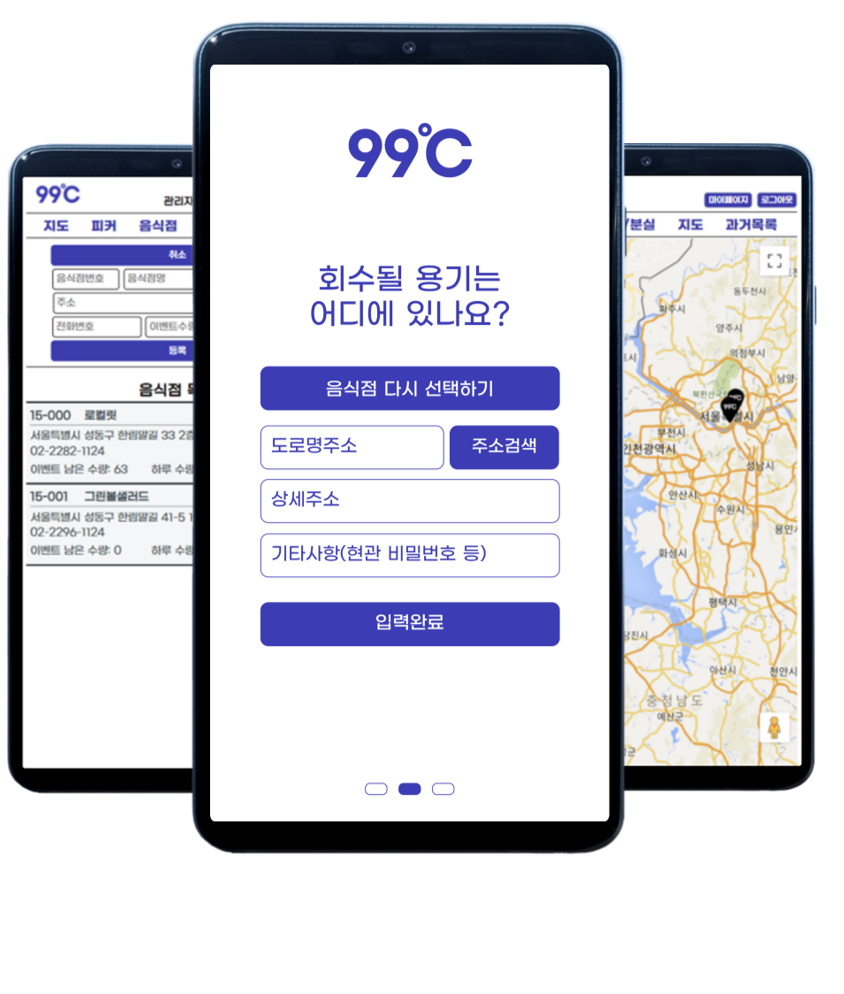 99℃
관리자
지도 피커 음식점
취소
음식점번호 음식점명
주소
전화번호 이벤트수량
등록
음식점
15-000 로컬릿
서울특별시 성동구 한림말길 33 2층
02-2282-1124
이벤트 남은 수량: 63 하루 수량
15-001 그린볼샐러드
서울특별시 성동구 한림말길 41-5 1
02-2296-1124
이벤트 남은 수량: 0 하루 수량
99℃
회수될 용기는
어디에 있나요?
음식점 다시 선택하기
도로명주소 주소검색
상세주소
기타사항(현관 비밀번호 등)
입력완료
마이페이지 로그아웃
/분실 지도 과거목록
동두천시
파주시
양주시
의정부시
남양
북한산국
서울특별시
부천시
인천광역시
성남시
안산시
수원시
용인
화성시
평택시
당진시
아산시 천안시
충청남도
예산군